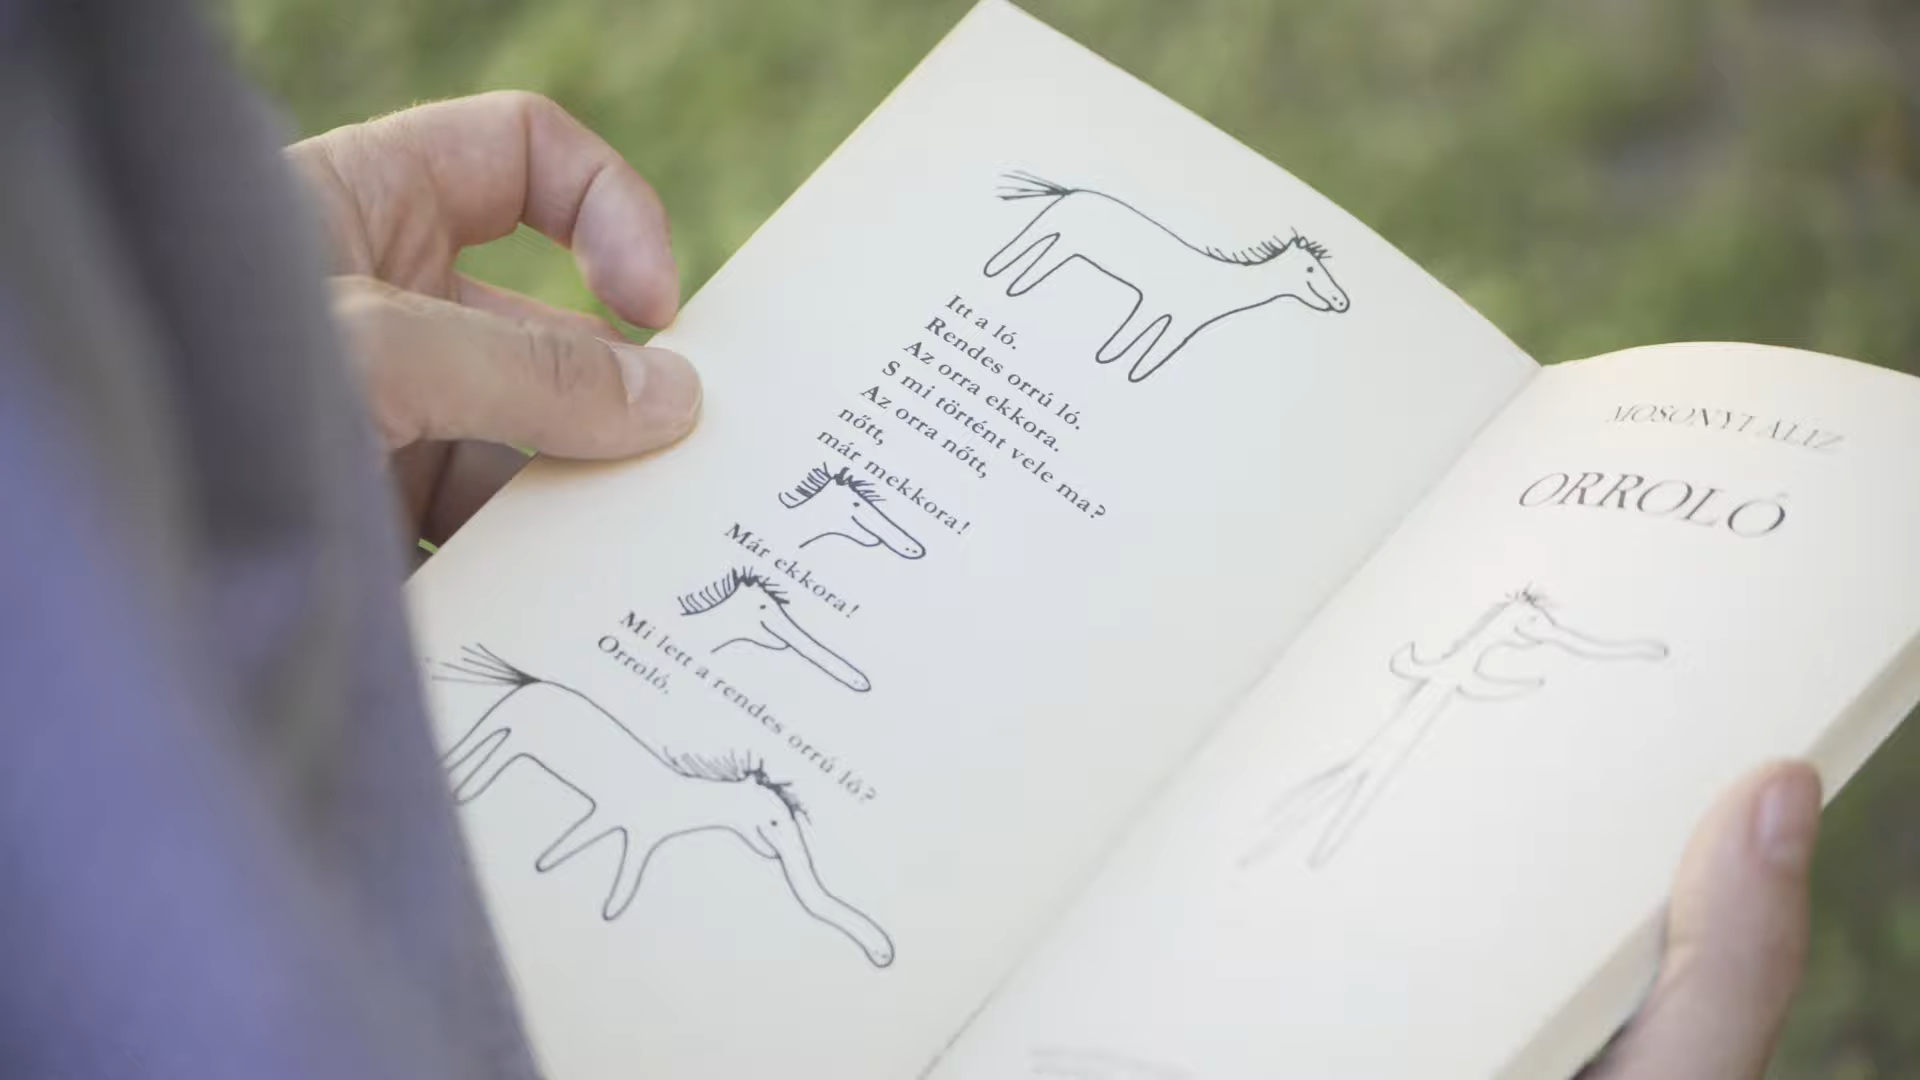 Itt a ló.
Rendes orrú ló.
Az orra ekkora.
S mi történt vele ma?
Az orra nőtt,
nőtt,
már mekkora!
Már ekkora!
Mi lett a rendes orrú ló?
Orroló.
MOSONYI ALIZ
ORROLÓ